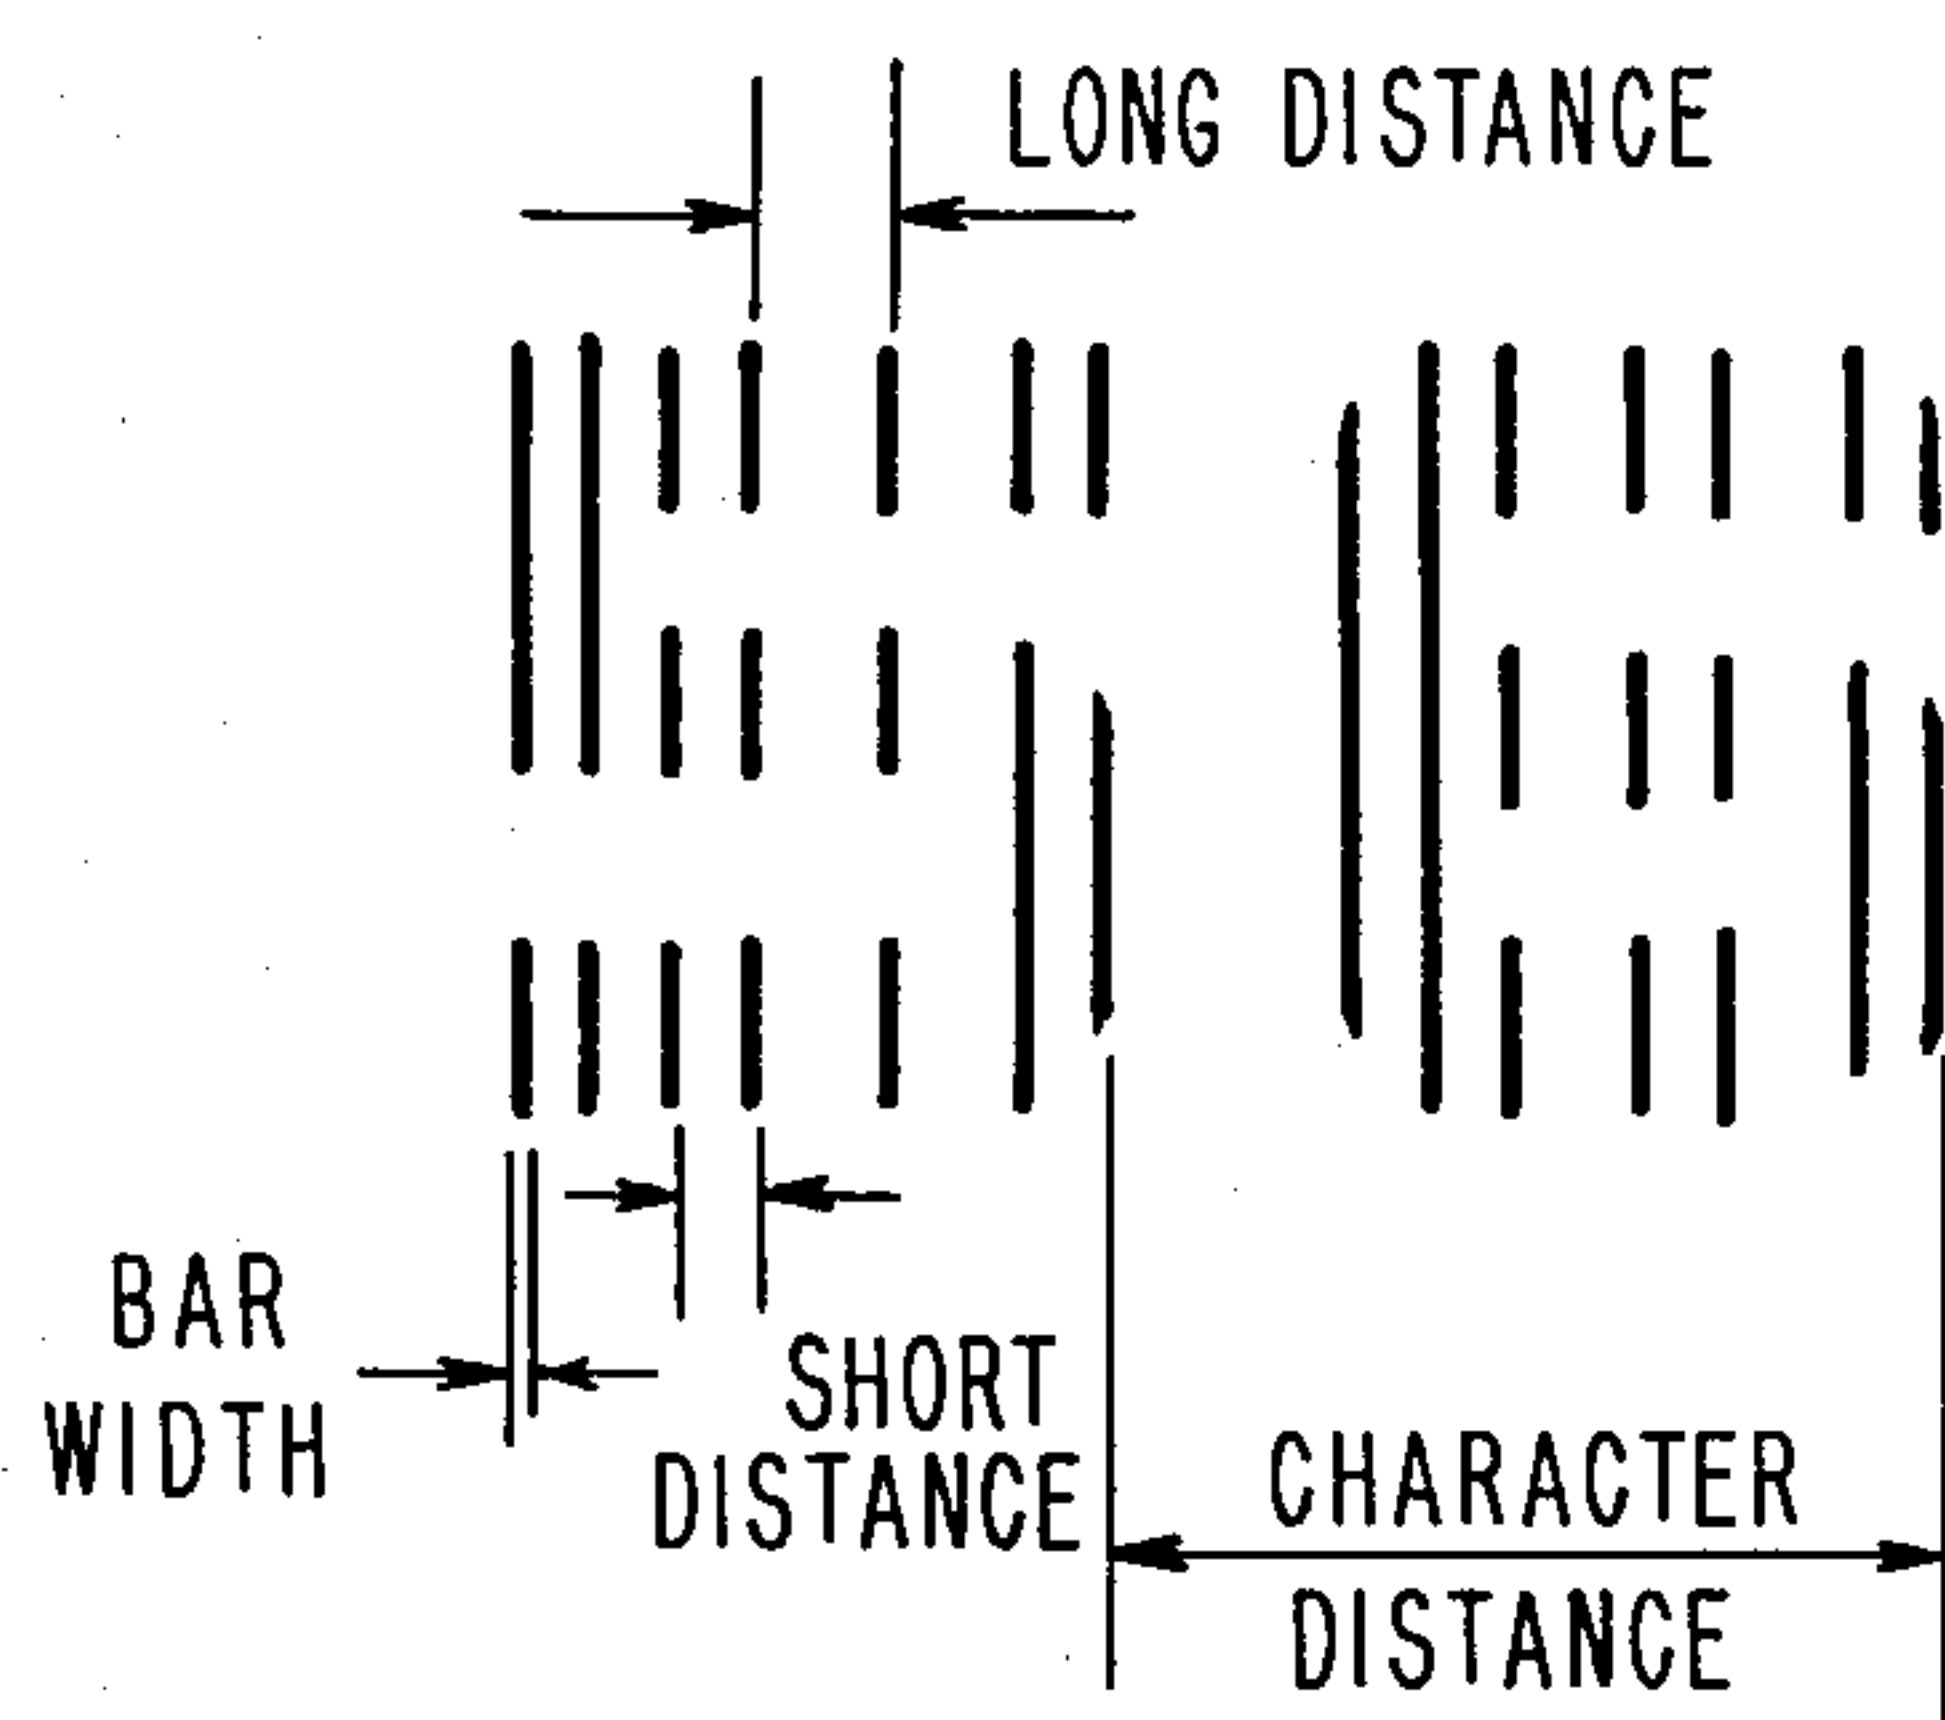 LONG DISTANCE
BAR
WIDTH
SHORT
DISTANCE
CHARACTER
DISTANCE